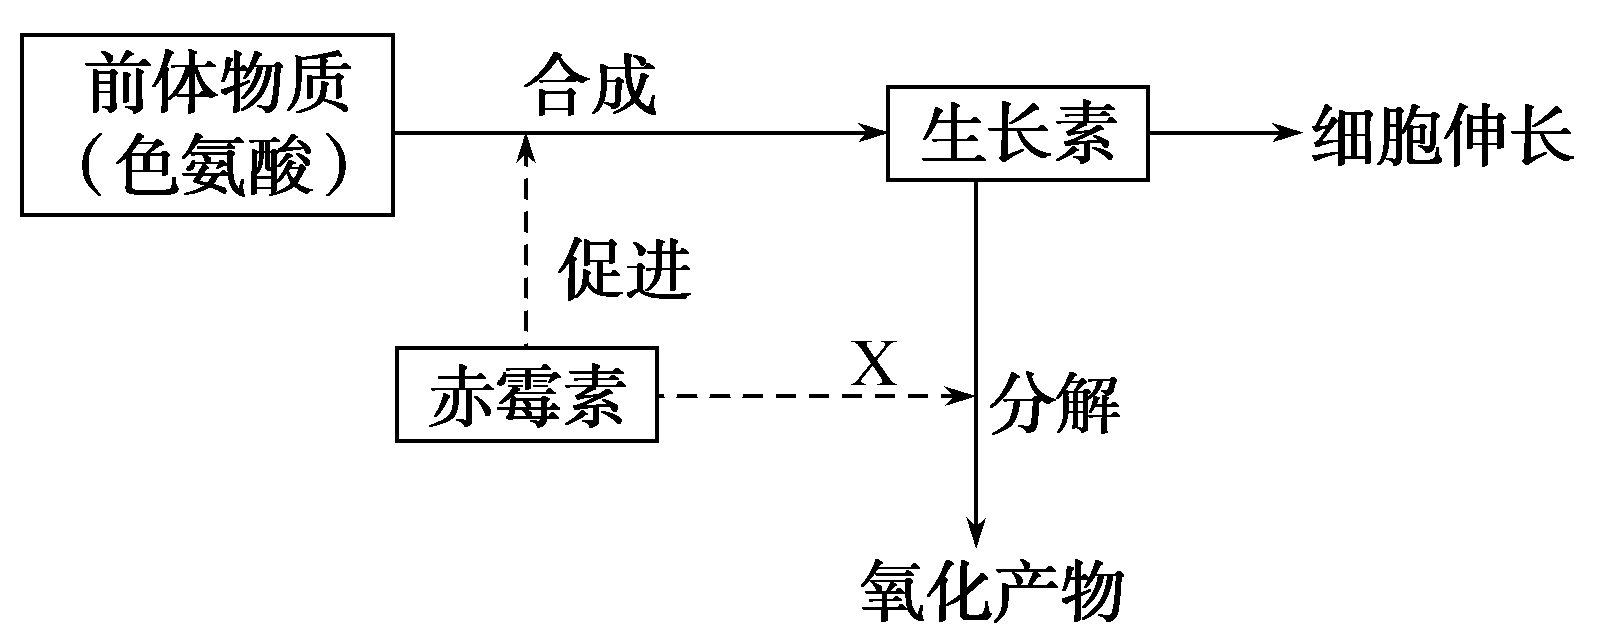 前体物质
（色氨酸）
合成
生长素
细胞伸长
促进
赤霉素
X
分解
氧化产物